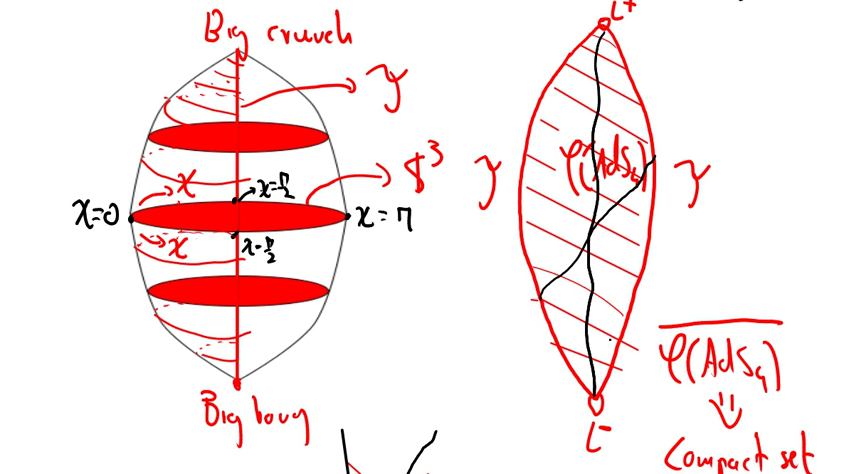 Big crunch
𝒥
S³
x
x=π/2
x=0
x=π
x
x=π/2
Big bang
i⁺
𝒥
φ(AdS₄)
𝒥
i⁻
φ(AdS₄)
Compact set